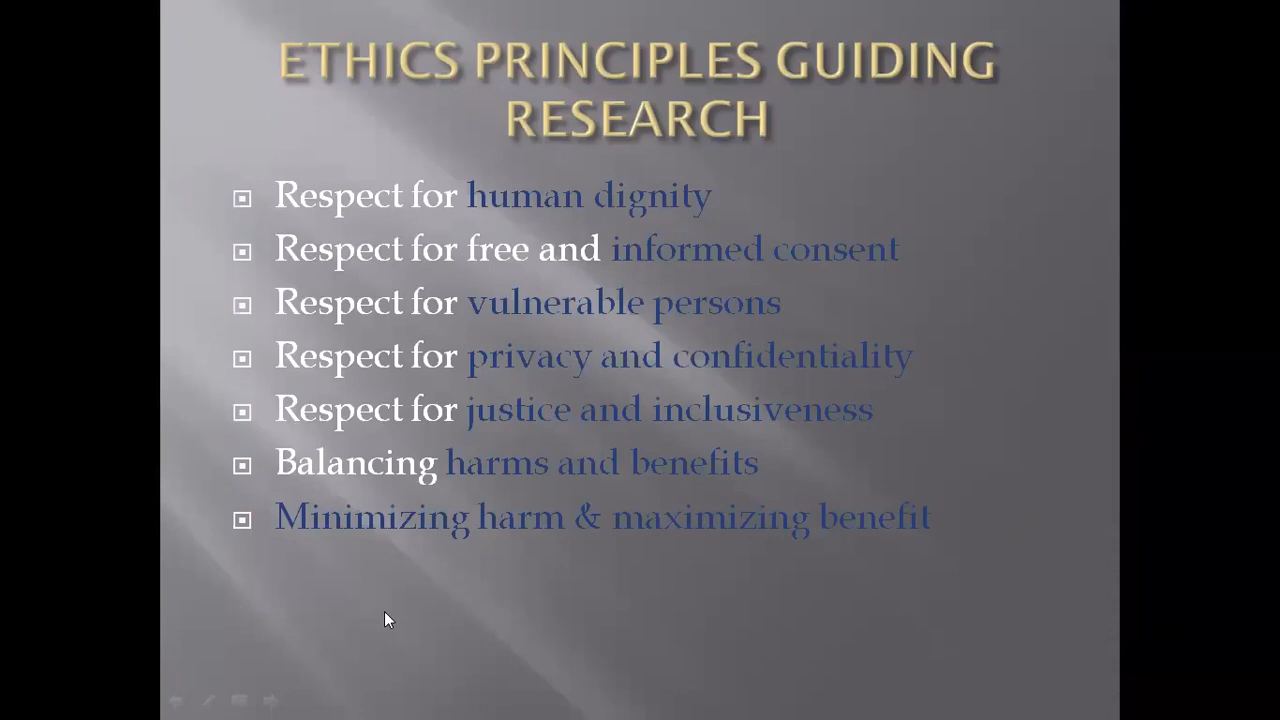 ETHICS PRINCIPLES GUIDING
RESEARCH
Respect for human dignity
Respect for free and informed consent
Respect for vulnerable persons
Respect for privacy and confidentiality
Respect for justice and inclusiveness
Balancing harms and benefits
Minimizing harm & maximizing benefit